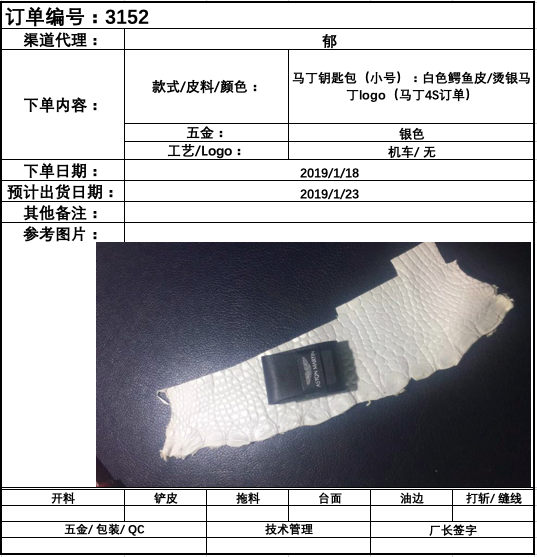 订单编号：3152
渠道代理：
郁
下单内容：
款式/皮料/颜色：
马丁钥匙包（小号）：白色鳄鱼皮/烫银马
丁logo（马丁4S订单）
五金：
银色
工艺/Logo：
机车/ 无
下单日期：
2019/1/18
预计出货日期：
2019/1/23
其他备注：
参考图片：
ASTON MARTIN
开料
铲皮
拖料
台面
油边
打斩/ 缝线
五金/ 包装/ QC
技术管理
厂长签字